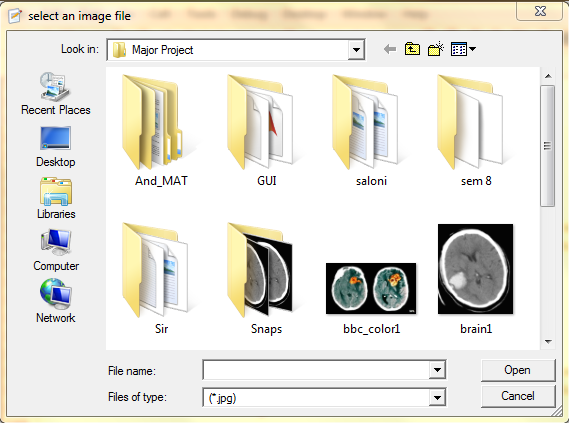 select an image file
Look in: Major Project
Recent Places
Desktop
Libraries
Computer
Network
And_MAT GUI saloni sem 8
Sir Snaps bbc_color1 brain1
File name: Open
Files of type: (*.jpg) Cancel